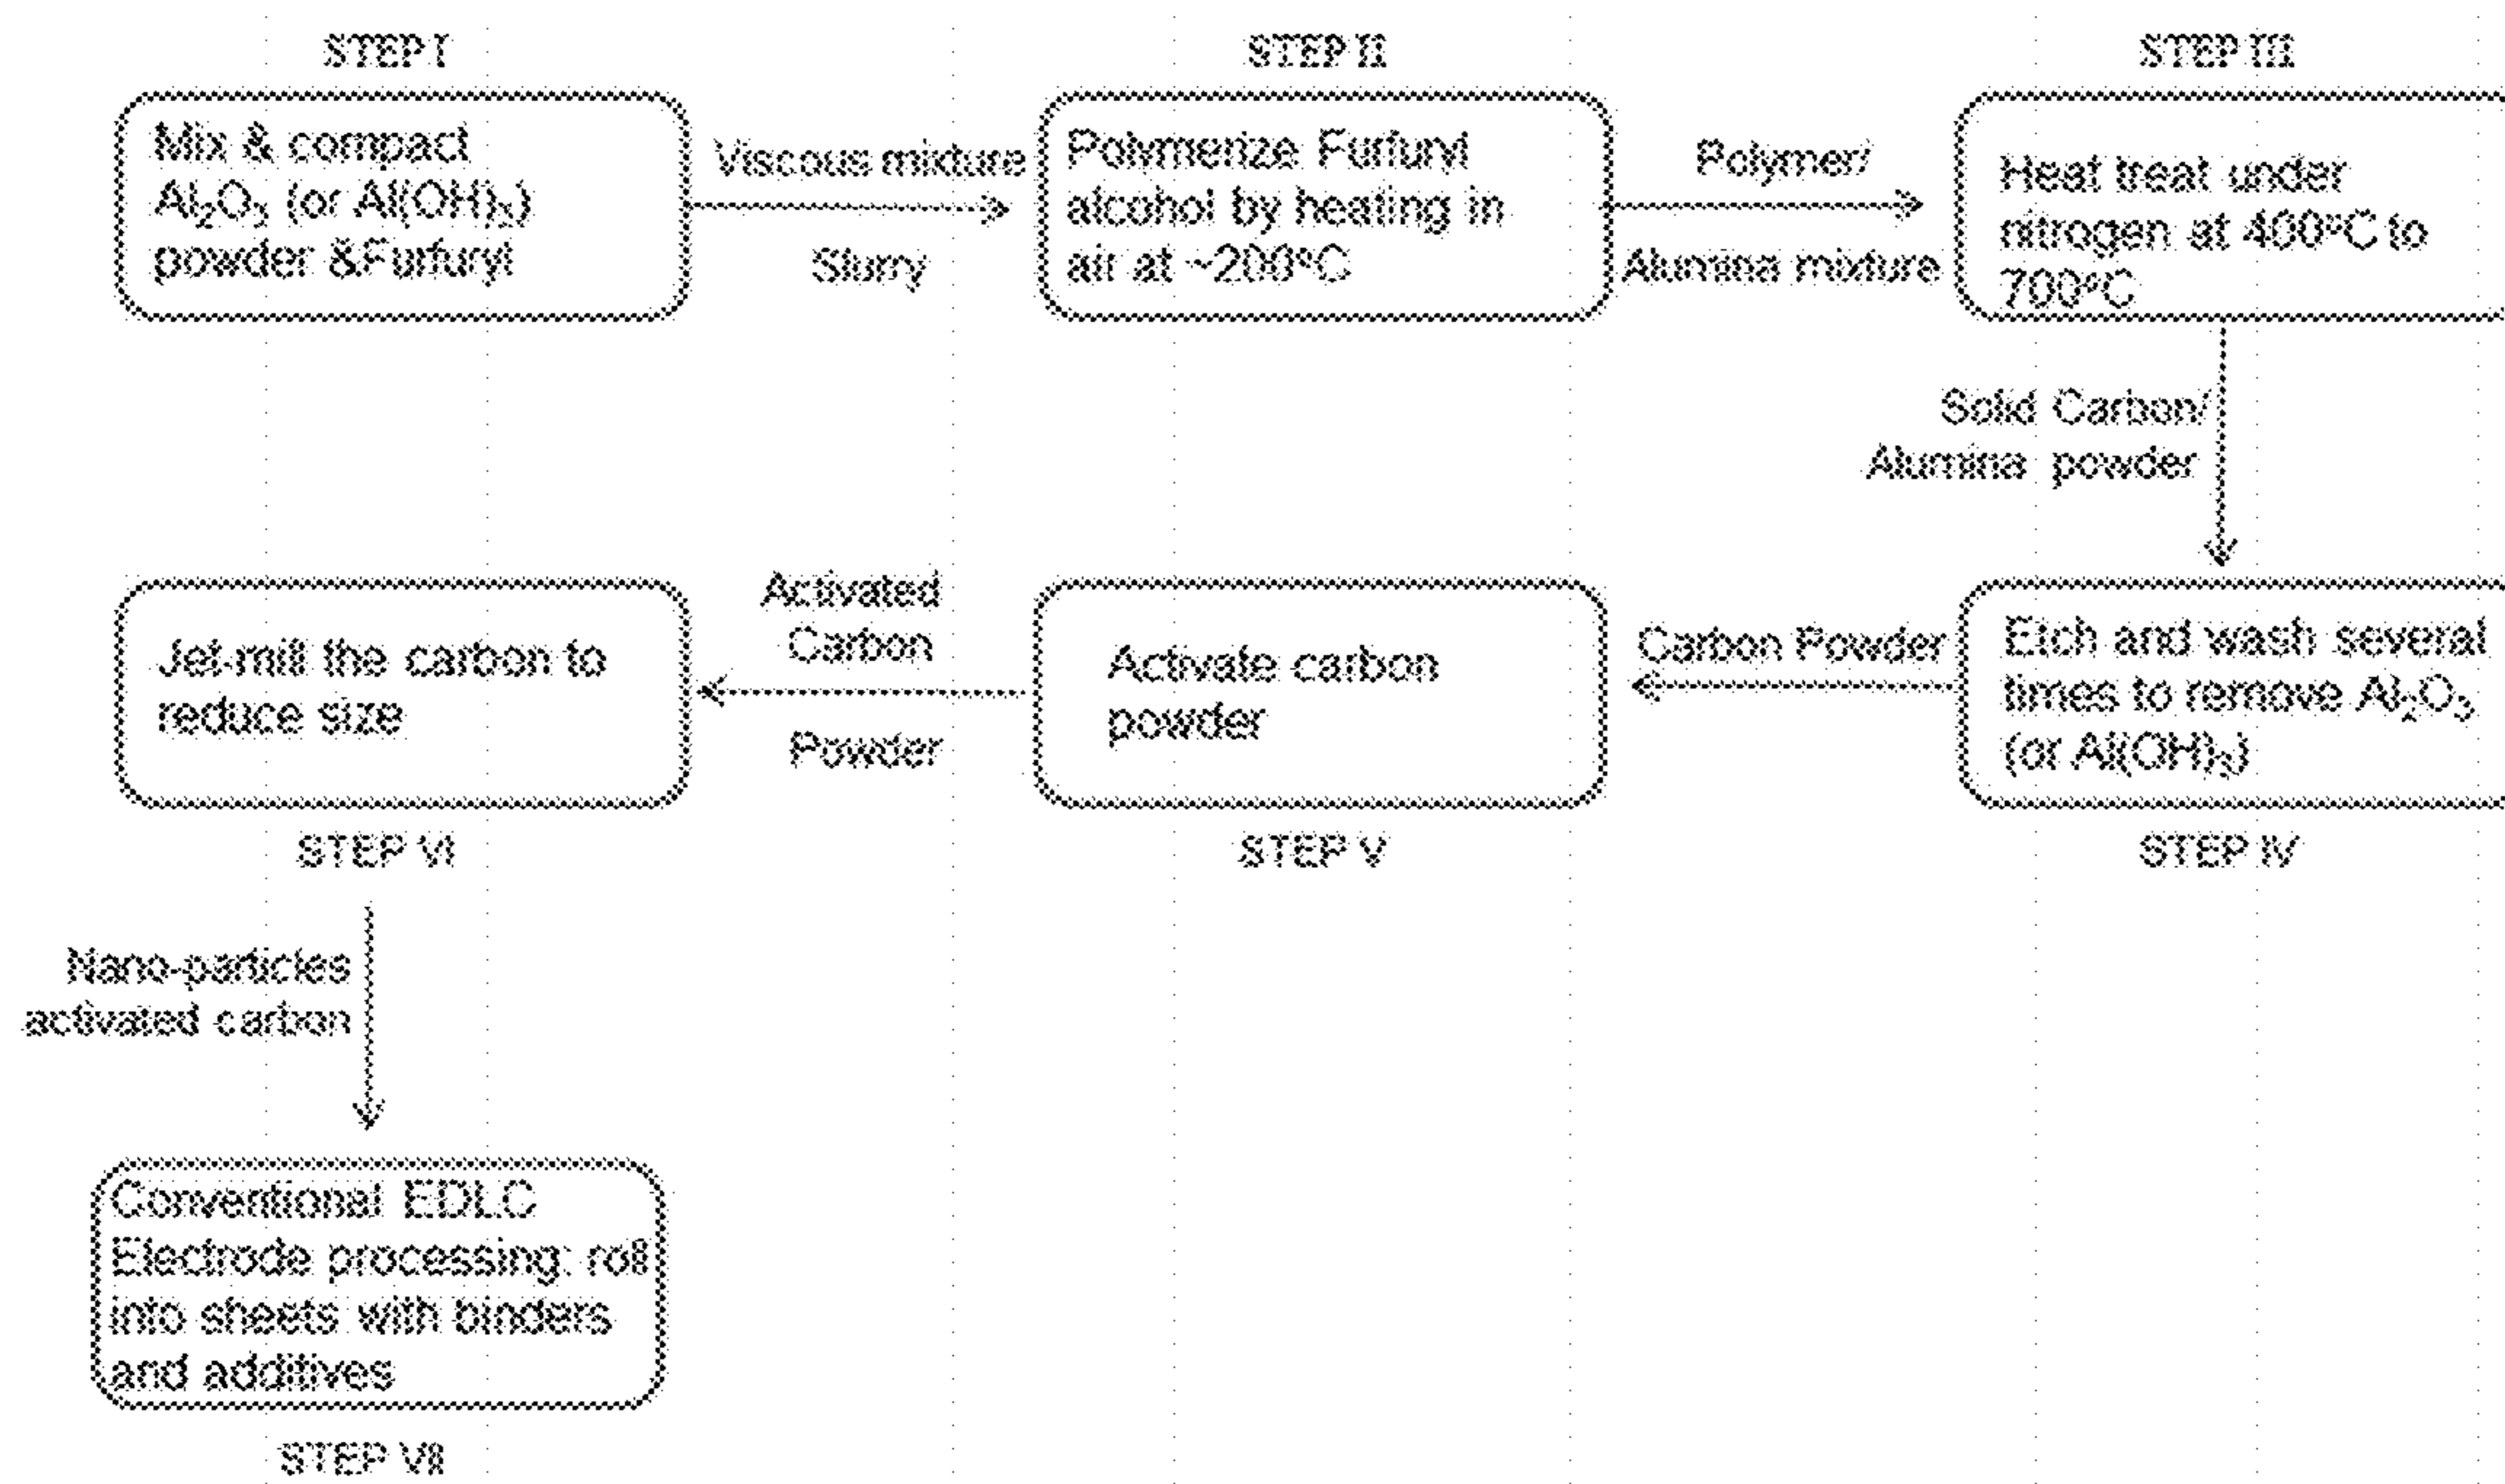 STEP I
Mix & compact
Al₂O₃ (or Al(OH)₃)
powder &Furfuryl
Viscous mixture
Slurry
STEP II
Polymerize Furfuryl
alcohol by heating in
air at ~200°C
Polymer/
Alumina mixture
STEP III
Heat treat under
nitrogen at 400°C to
700°C
Solid Carbon/
Alumina powder
Etch and wash several
times to remove Al₂O₃
(or Al(OH)₃)
STEP IV
Carbon Powder
Activate carbon
powder
STEP V
Activated
Carbon
Powder
Jet-mill the carbon to
reduce size
STEP VI
Nano-particles
activated carbon
Conventional EDLC
Electrode processing: roll
into sheets with binders
and additives
STEP VII